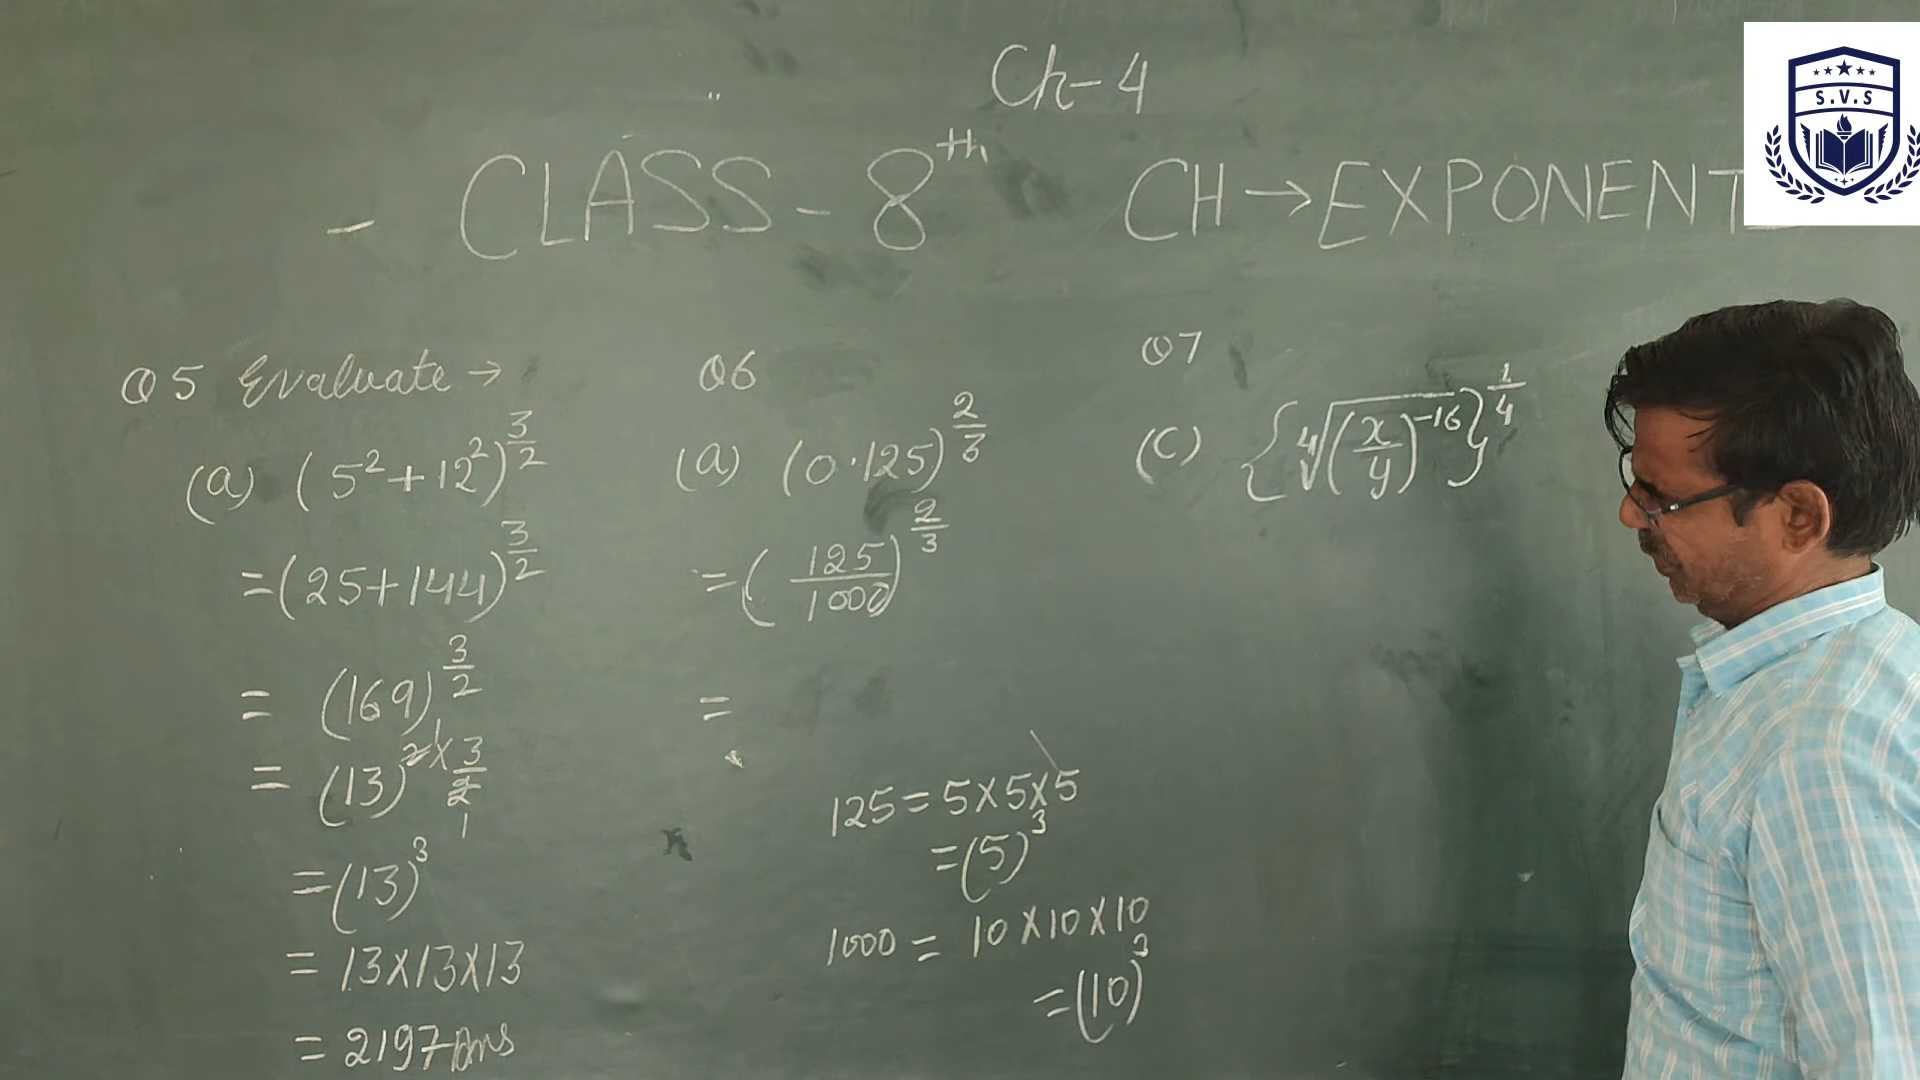 Ch-4
- CLASS - 8th CH → EXPONENT
S.V.S
Q5 Evaluate →
(a) (5² + 12²)^3/2
= (25+144)^3/2
= (169)^3/2
= (13)^2×3/2
= (13)³
= 13×13×13
= 2197 Ans
Q6
(a) (0.125)^2/3
= (125/1000)^2/3
=
125 = 5×5×5
= (5)³
1000 = 10×10×10
= (10)³
Q7
(C) {⁴√(x/y)^-16}^1/4